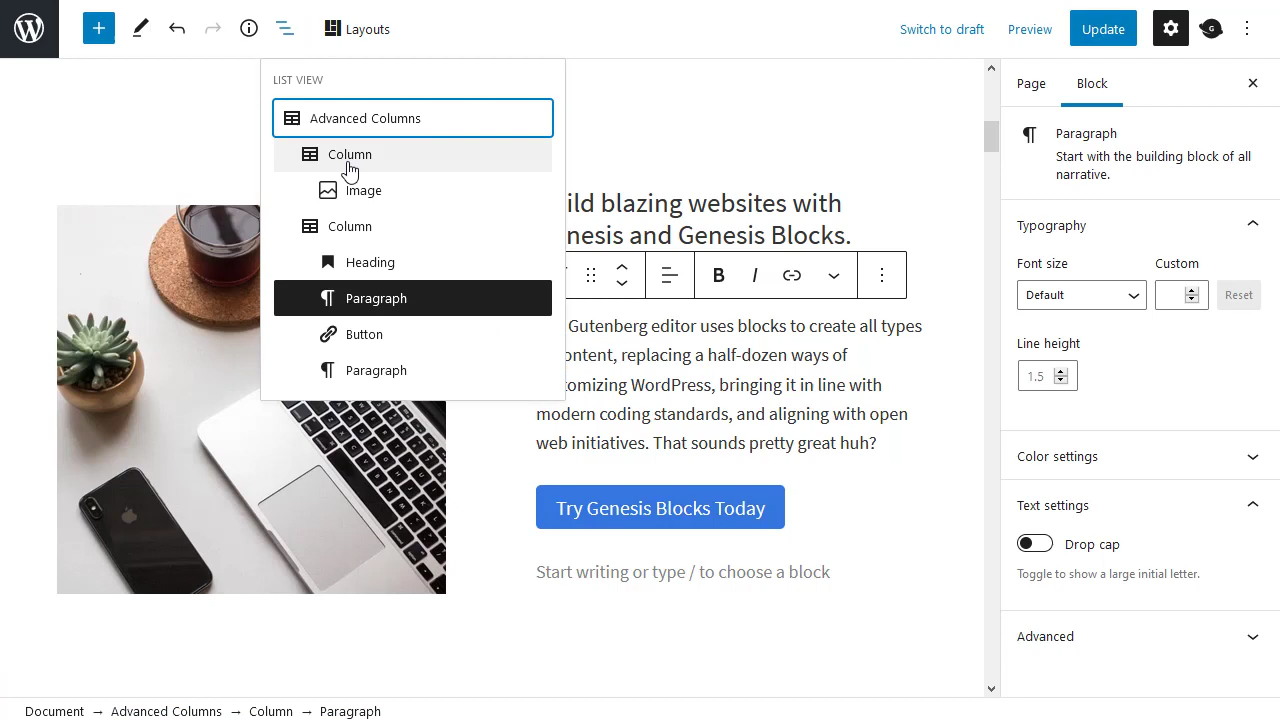 Layouts
Switch to draft
Preview
Update
G
LIST VIEW
Advanced Columns
Column
Image
Column
Heading
Paragraph
Button
Paragraph
ild blazing websites with
nesis and Genesis Blocks.
B I
Gutenberg editor uses blocks to create all types
ontent, replacing a half-dozen ways of
tomizing WordPress, bringing it in line with
modern coding standards, and aligning with open
web initiatives. That sounds pretty great huh?
Try Genesis Blocks Today
Start writing or type / to choose a block
Page
Block
Paragraph
Start with the building block of all
narrative.
Typography
Font size
Custom
Default
Reset
Line height
1.5
Color settings
Text settings
Drop cap
Toggle to show a large initial letter.
Advanced
Document → Advanced Columns → Column → Paragraph